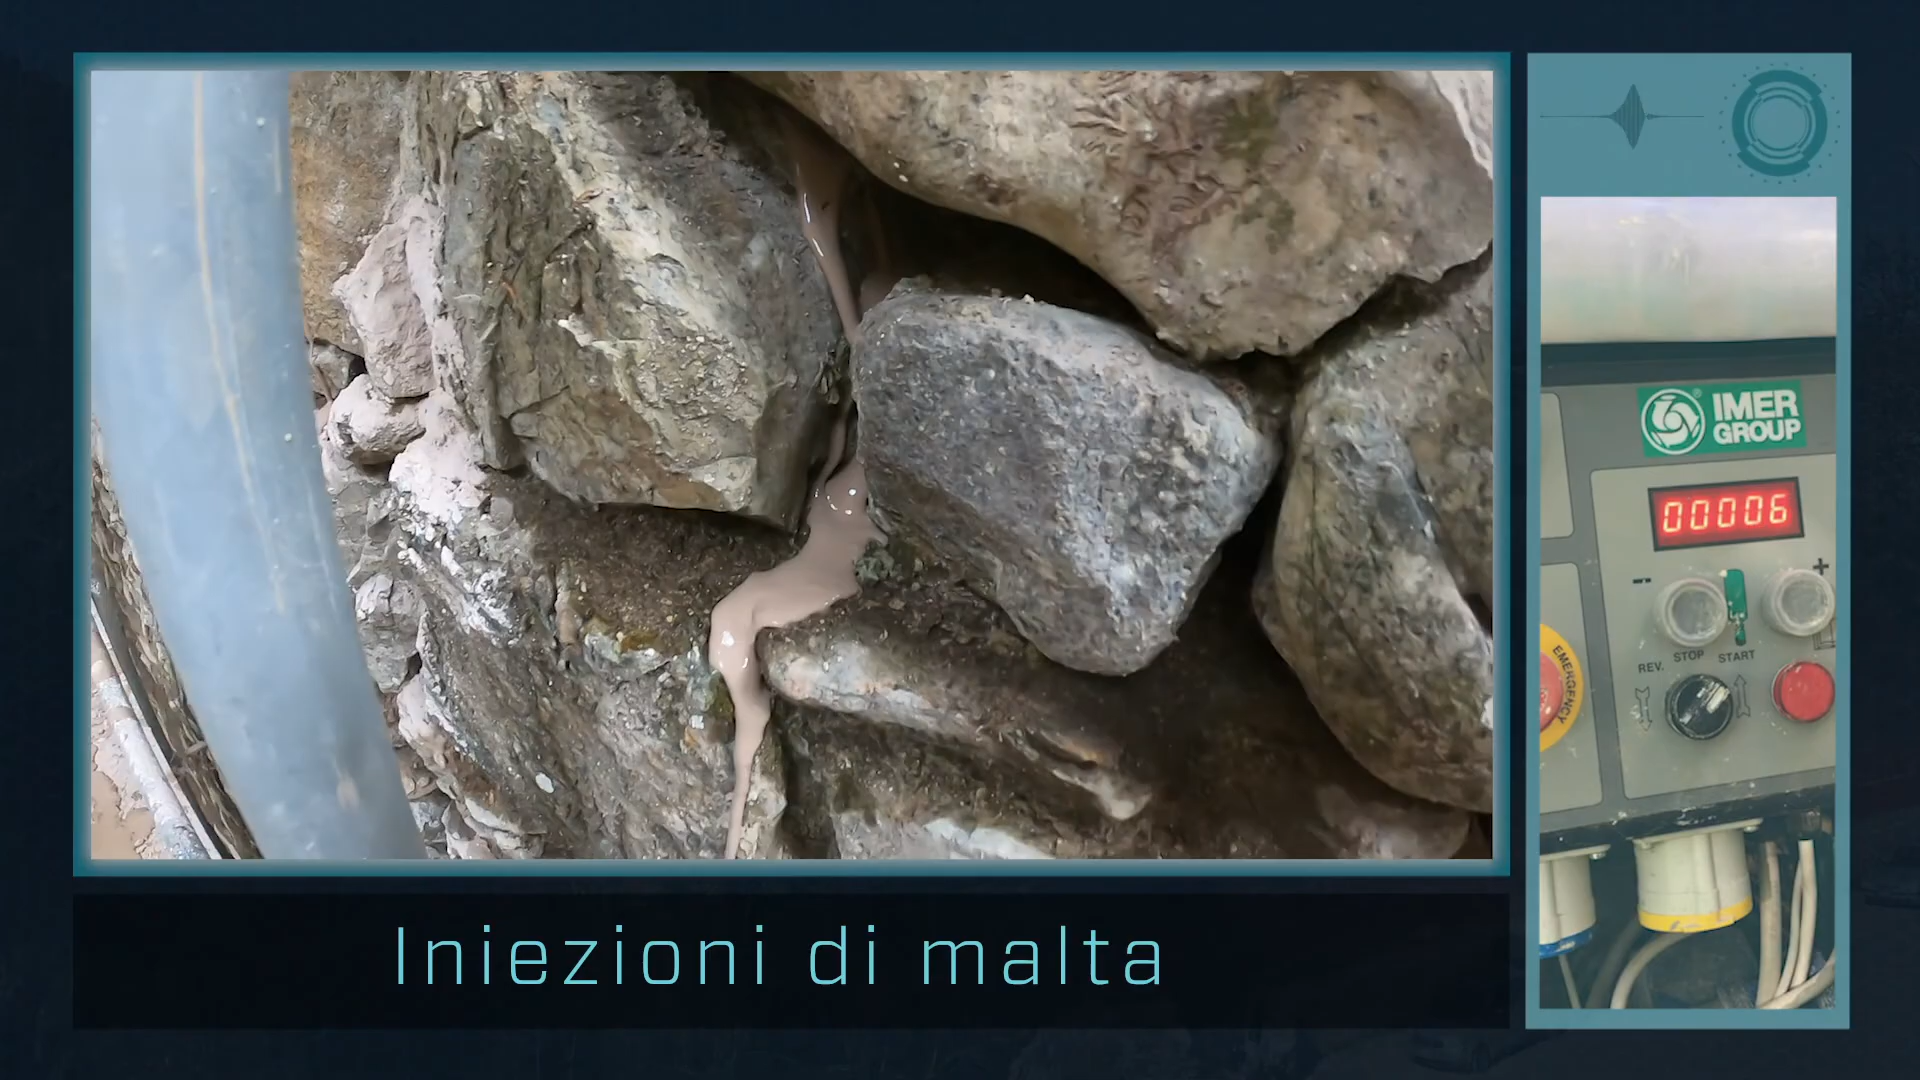 Iniezioni di malta
IMER
GROUP
00006
- +
REV. STOP START
EMERGENCY